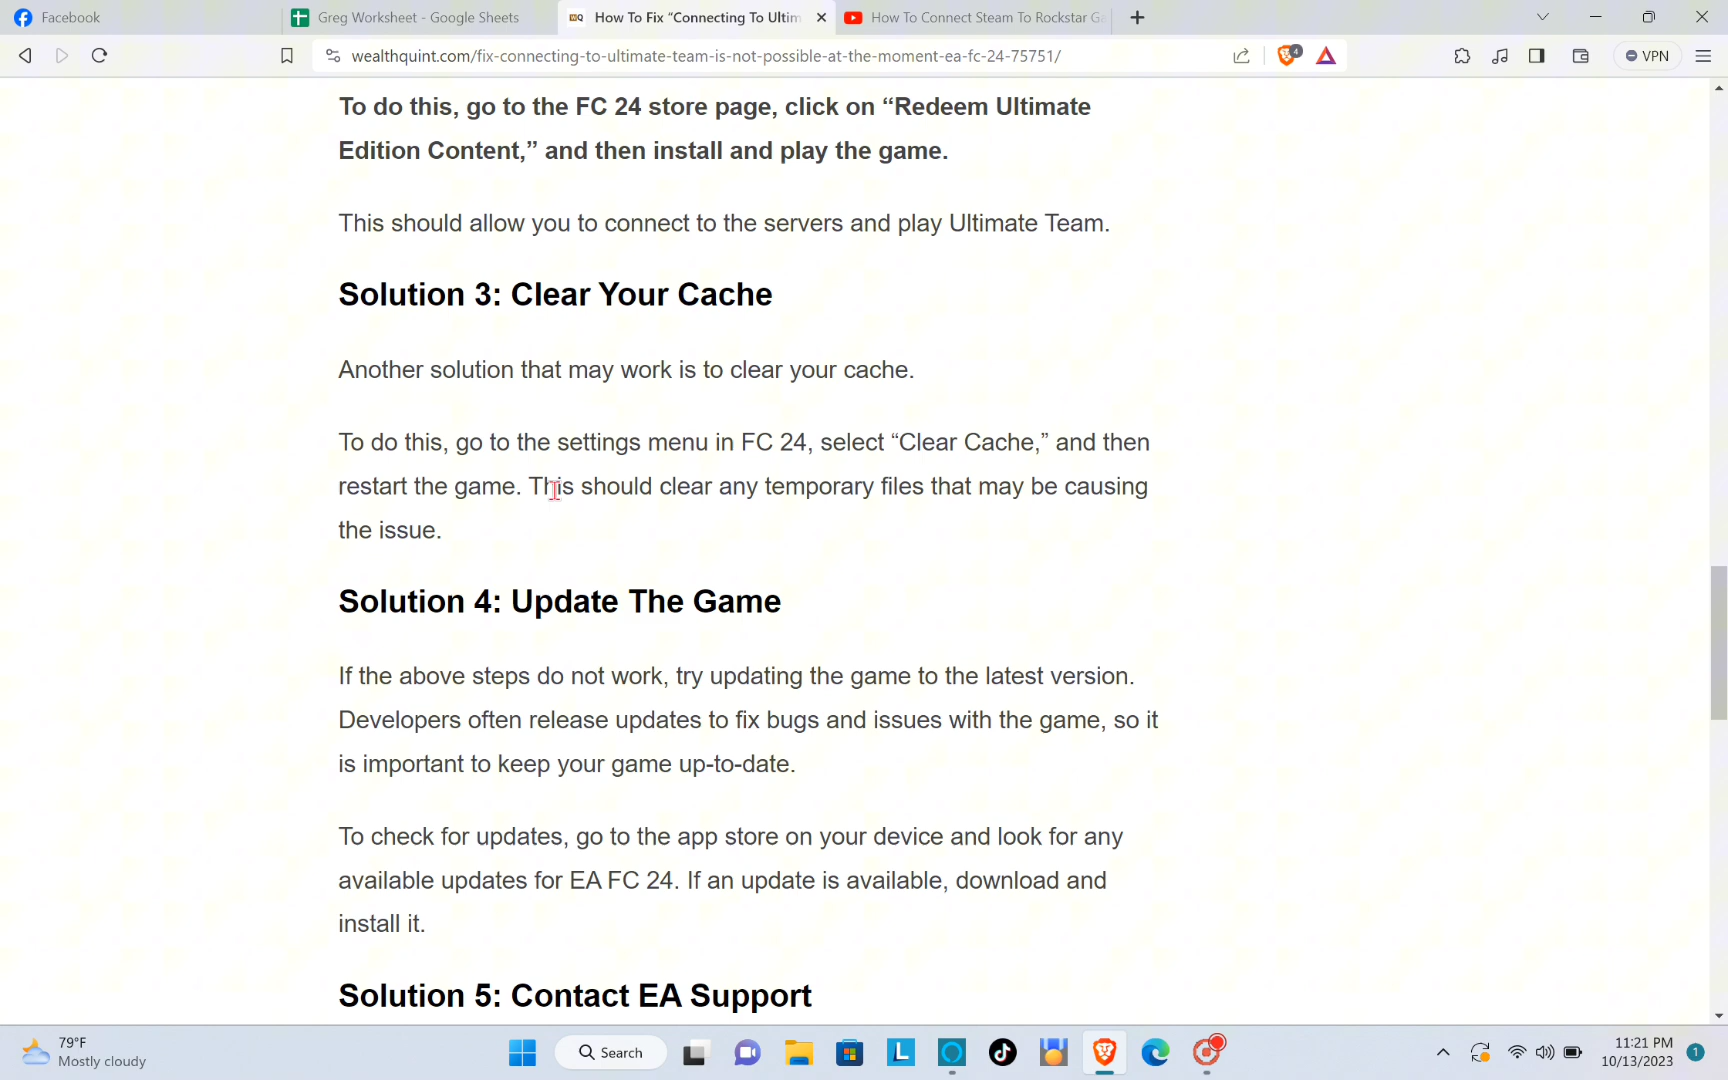 Facebook
Greg Worksheet - Google Sheets
WQ
How To Fix “Connecting To Ultim
How To Connect Steam To Rockstar Ga
wealthquint.com/fix-connecting-to-ultimate-team-is-not-possible-at-the-moment-ea-fc-24-75751/
4
VPN
To do this, go to the FC 24 store page, click on “Redeem Ultimate
Edition Content,” and then install and play the game.
This should allow you to connect to the servers and play Ultimate Team.
Solution 3: Clear Your Cache
Another solution that may work is to clear your cache.
To do this, go to the settings menu in FC 24, select “Clear Cache,” and then
restart the game. This should clear any temporary files that may be causing
the issue.
Solution 4: Update The Game
If the above steps do not work, try updating the game to the latest version.
Developers often release updates to fix bugs and issues with the game, so it
is important to keep your game up-to-date.
To check for updates, go to the app store on your device and look for any
available updates for EA FC 24. If an update is available, download and
install it.
Solution 5: Contact EA Support
79°F
Mostly cloudy
Search
L
11:21 PM
10/13/2023
1